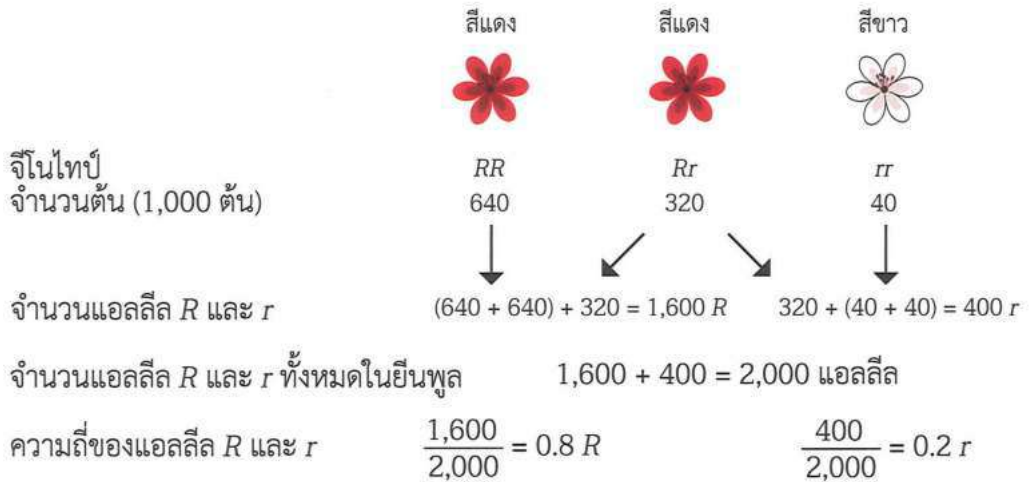 สีแดง สีแดง สีขาว
จีโนไทป์ RR Rr rr
จำนวนต้น (1,000 ต้น) 640 320 40
จำนวนแอลลีล R และ r (640 + 640) + 320 = 1,600 R 320 + (40 + 40) = 400 r
จำนวนแอลลีล R และ r ทั้งหมดในยีนพูล 1,600 + 400 = 2,000 แอลลีล
ความถี่ของแอลลีล R และ r 1,600/2,000 = 0.8 R 400/2,000 = 0.2 r